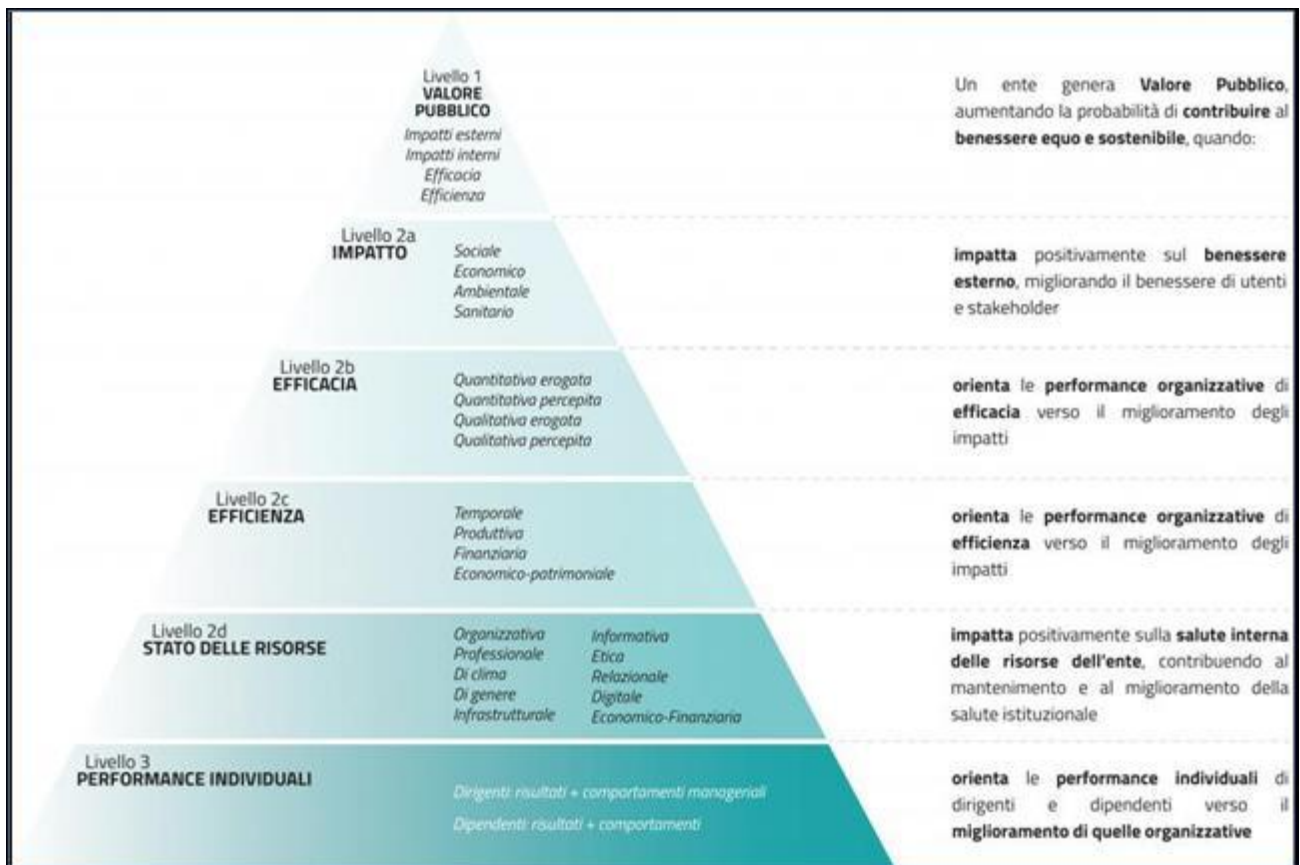 Livello 1
VALORE
PUBBLICO
Impatti esterni
Impatti interni
Efficacia
Efficienza
Un ente genera Valore Pubblico,
aumentando la probabilità di contribuire al
benessere equo e sostenibile, quando:
Livello 2a
IMPATTO
Sociale
Economico
Ambientale
Sanitario
impatta positivamente sul benessere
esterno, migliorando il benessere di utenti
e stakeholder
Livello 2b
EFFICACIA
Quantitativa erogata
Quantitativa percepita
Qualitativa erogata
Qualitativa percepita
orienta le performance organizzative di
efficacia verso il miglioramento degli
impatti
Livello 2c
EFFICIENZA
Temporale
Produttiva
Finanziaria
Economico-patrimoniale
orienta le performance organizzative di
efficienza verso il miglioramento degli
impatti
Livello 2d
STATO DELLE RISORSE
Organizzativa
Professionale
Di clima
Di genere
Infrastrutturale
Informativa
Etica
Relazionale
Digitale
Economico-Finanziaria
impatta positivamente sulla salute interna
delle risorse dell'ente, contribuendo al
mantenimento e al miglioramento della
salute istituzionale
Livello 3
PERFORMANCE INDIVIDUALI
Dirigenti: risultati + comportamenti manageriali
Dipendenti: risultati + comportamenti
orienta le performance individuali di
dirigenti e dipendenti verso il
miglioramento di quelle organizzative